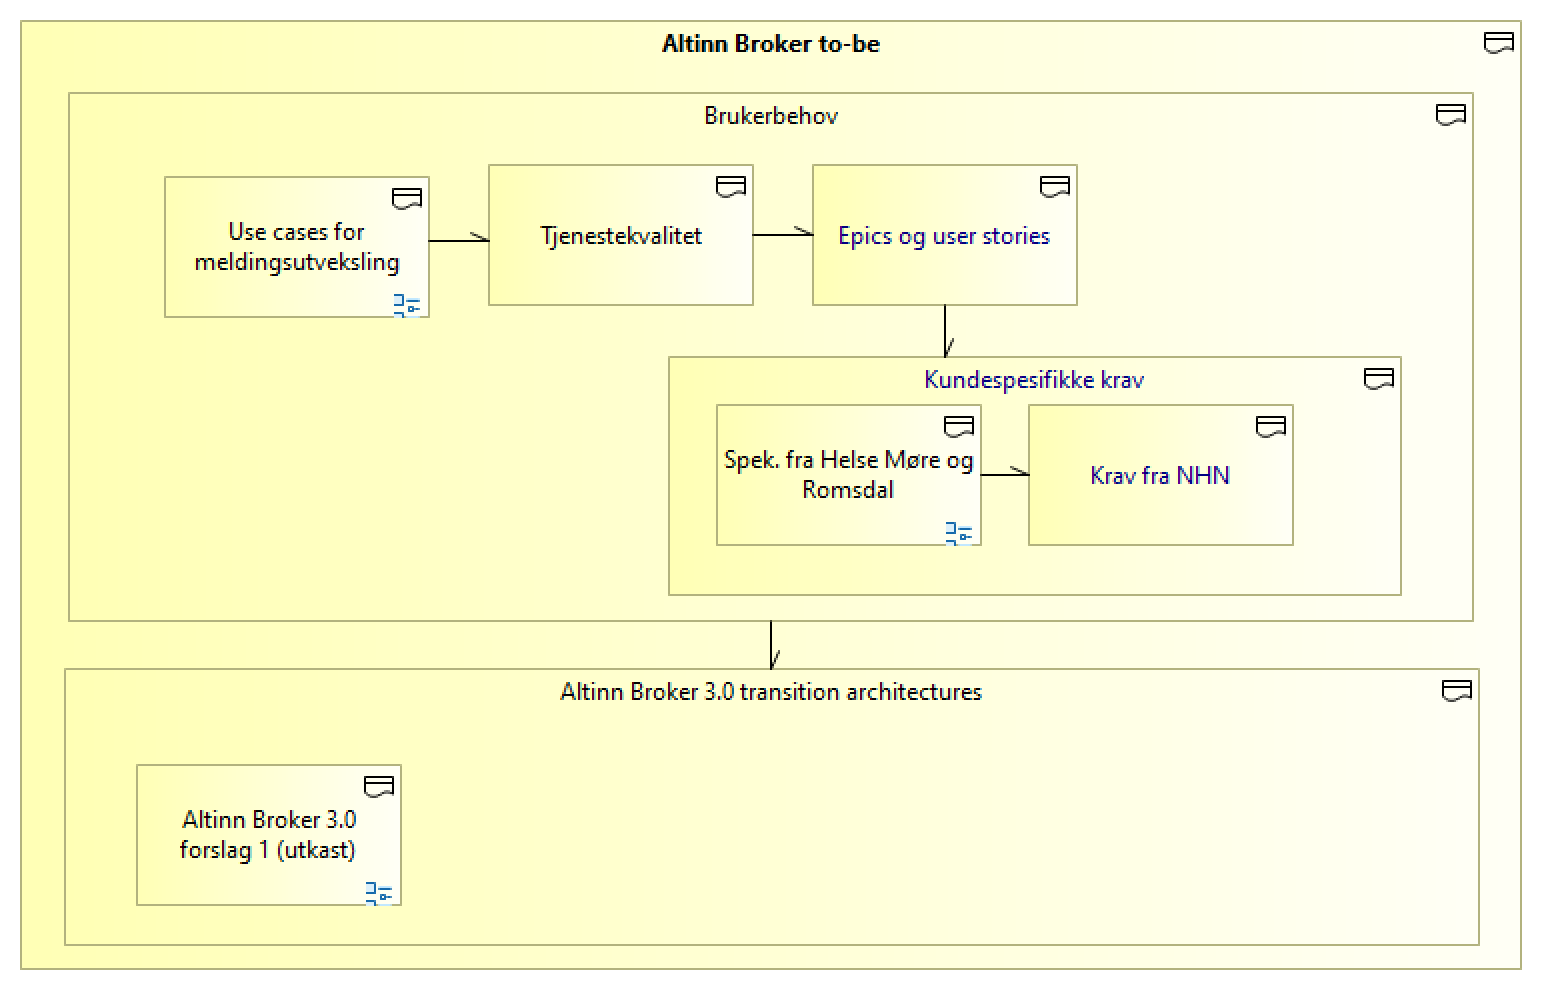 Altinn Broker to-be
Brukerbehov
Use cases for
meldingsutveksling
Tjenestekvalitet
Epics og user stories
Kundespesifikke krav
Spek. fra Helse Møre og
Romsdal
Krav fra NHN
Altinn Broker 3.0 transition architectures
Altinn Broker 3.0
forslag 1 (utkast)